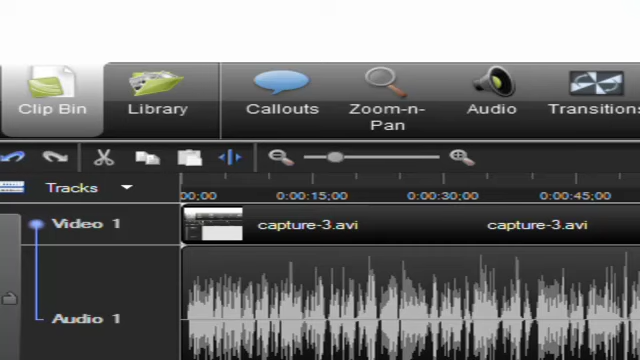 Clip Bin Library Callouts Zoom-n-Pan Audio Transitions
Tracks
00;00 0:00:15;00 0:00:30;00 0:00:45;00
Video 1 capture-3.avi capture-3.avi
Audio 1